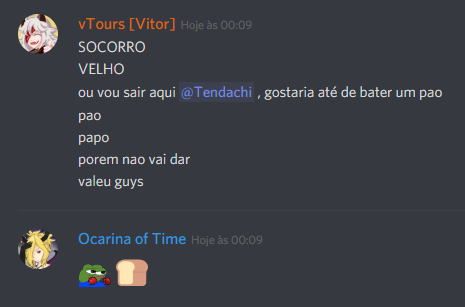 vTours [Vitor] Hoje às 00:09
SOCORRO
VELHO
ou vou sair aqui @Tendachi , gostaria até de bater um pao
pao
papo
porem nao vai dar
valeu guys
Ocarina of Time Hoje às 00:09